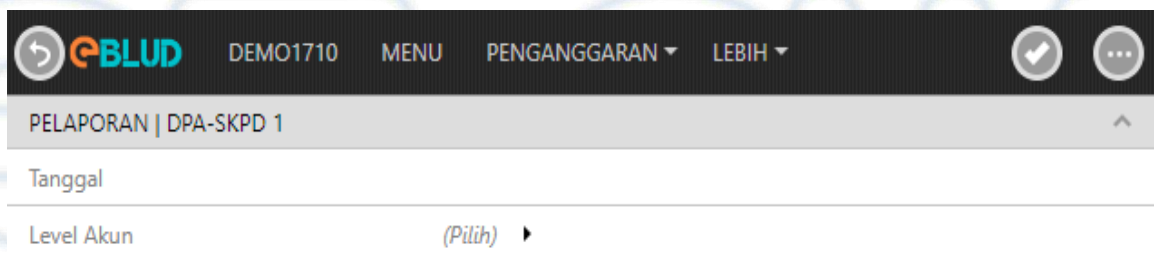 eBLUD DEMO1710 MENU PENGANGGARAN LEBIH
PELAPORAN | DPA-SKPD 1
Tanggal
Level Akun (Pilih)